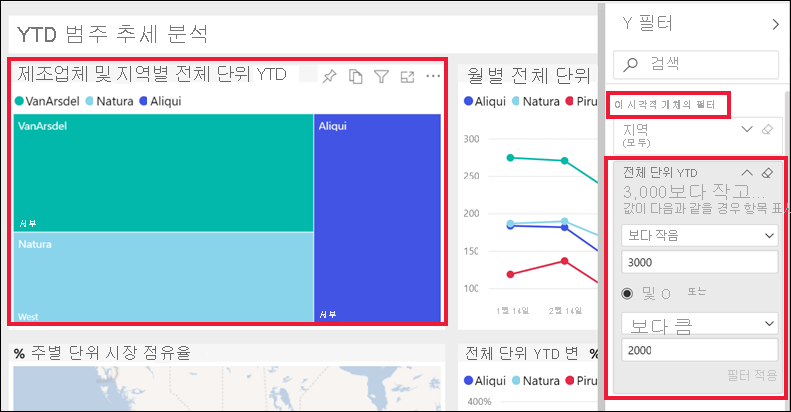 YTD 범주 추세 분석
제조업체 및 지역별 전체 단위 YTD
VanArsdel Natura Aliqui
VanArsdel
서부
Natura
West
Aliqui
서부
월별 전체 단위
Aliqui Natura Piru
300
250
200
150
100
1월 14일
2월 14일
% 주별 단위 시장 점유율
전체 단위 YTD 변 %
Aliqui Natura Piru
400%
Y 필터
검색
이 시각적 개체의 필터
지역
(모두)
전체 단위 YTD
3,000보다 작고...
값이 다음과 같을 경우 항목 표시
보다 작음
3000
및 O 또는
보다 큼
2000
필터 적용